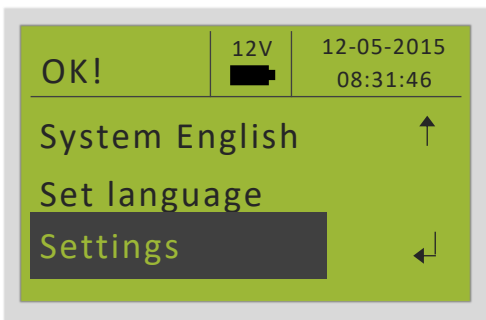 OK!
12V
12-05-2015
08:31:46
System English
Set language
Settings